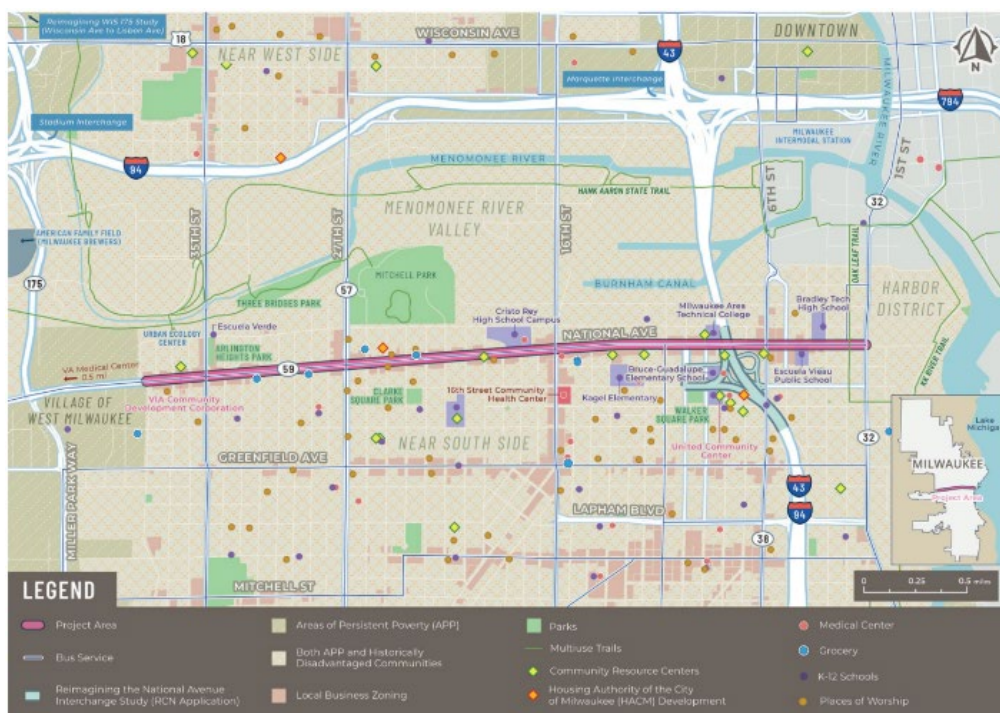 Reimagining WIS 175 Study
(Wisconsin Ave to Lisbon Ave)
18
NEAR WEST SIDE
WISCONSIN AVE
43
DOWNTOWN
N
Marquette Interchange
MILWAUKEE RIVER
794
Stadium Interchange
94
MILWAUKEE
INTERMODAL STATION
1ST ST
MENOMONEE RIVER
HANK AARON STATE TRAIL
6TH ST
32
35TH ST
27TH ST
16TH ST
MENOMONEE RIVER
VALLEY
AMERICAN FAMILY FIELD
(MILWAUKEE BREWERS)
175
57
MITCHELL PARK
THREE BRIDGES PARK
BURNHAM CANAL
OAK LEAF TRAIL
HARBOR
DISTRICT
KK RIVER TRAIL
Cristo Rey
High School Campus
Milwaukee Area
Technical College
Bradley Tech
High School
URBAN ECOLOGY
CENTER
Escuela Verde
ARLINGTON
HEIGHTS PARK
NATIONAL AVE
VA Medical Center
0.5 mi
59
VIA Community
Development Corporation
VILLAGE OF
WEST MILWAUKEE
CLARKE
SQUARE PARK
16th Street Community
Health Center
Bruce-Guadalupe
Elementary School
Kagel Elementary
Escuela Vieau
Public School
WALKER
SQUARE PARK
United Community
Center
NEAR SOUTH SIDE
GREENFIELD AVE
32
MILLER PARK WAY
43
94
LAPHAM BLVD
38
MITCHELL ST
Lake
Michigan
MILWAUKEE
Project Area
0 0.25 0.5 miles
LEGEND
Project Area
Bus Service
Reimagining the National Avenue
Interchange Study (RCN Application)
Areas of Persistent Poverty (APP)
Both APP and Historically
Disadvantaged Communities
Local Business Zoning
Parks
Multiuse Trails
Community Resource Centers
Housing Authority of the City
of Milwaukee (HACM) Development
Medical Center
Grocery
K-12 Schools
Places of Worship